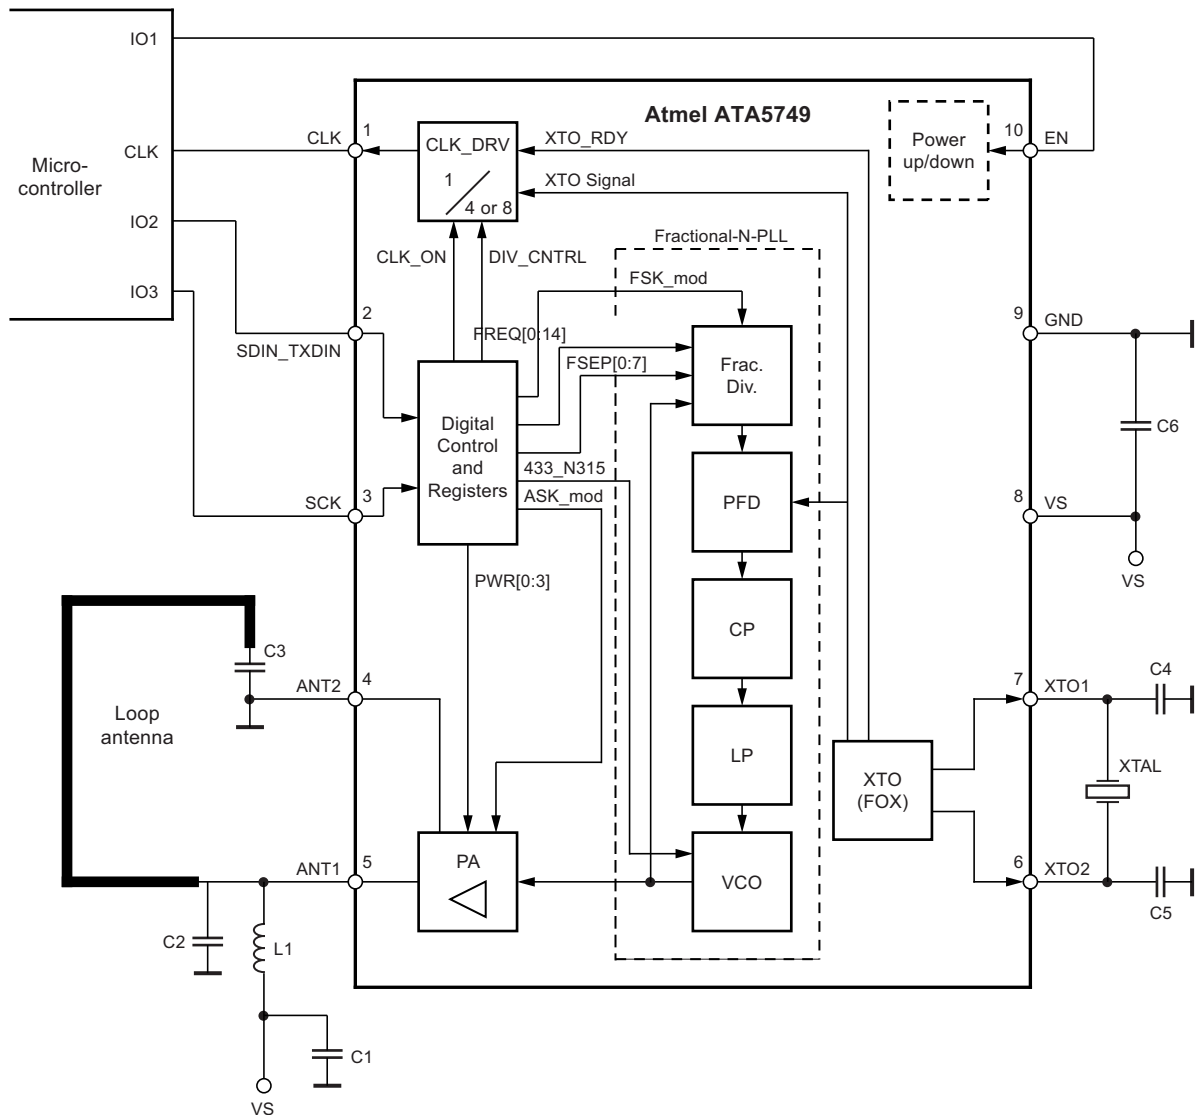 IO1
Atmel ATA5749
CLK
CLK
1
CLK_DRV
1
4 or 8
XTO_RDY
XTO Signal
Power
up/down
10
EN
Micro-
controller
IO2
IO3
CLK_ON
DIV_CNTRL
Fractional-N-PLL
FSK_mod
2
SDIN_TXDIN
FREQ[0:14]
FSEP[0:7]
Frac.
Div.
9
GND
C6
Digital
Control
and
Registers
433_N315
ASK_mod
SCK
3
PFD
8
VS
VS
PWR[0:3]
CP
C3
ANT2
4
Loop
antenna
LP
XTO
(FOX)
7
XTO1
C4
XTAL
ANT1
5
PA
VCO
6
XTO2
C5
C2
L1
C1
VS